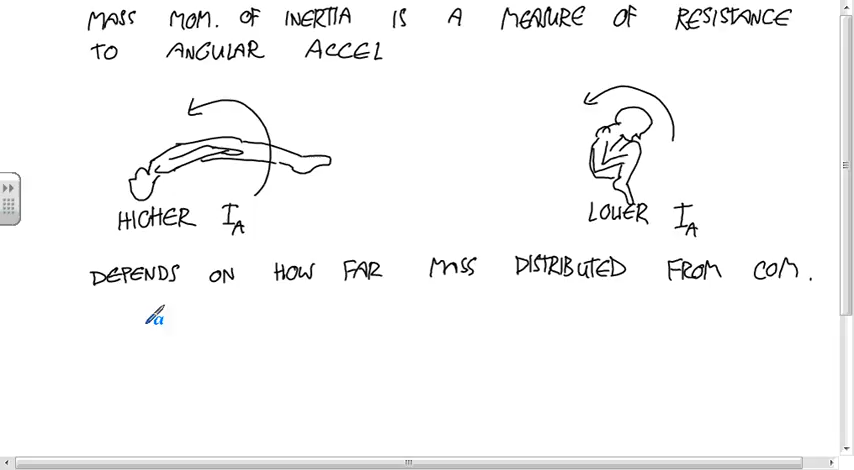 MASS MOM. OF INERTIA IS A MEASURE OF RESISTANCE
TO ANGULAR ACCEL
HIGHER IA
LOWER IA
DEPENDS ON HOW FAR MASS DISTRIBUTED FROM COM.
a